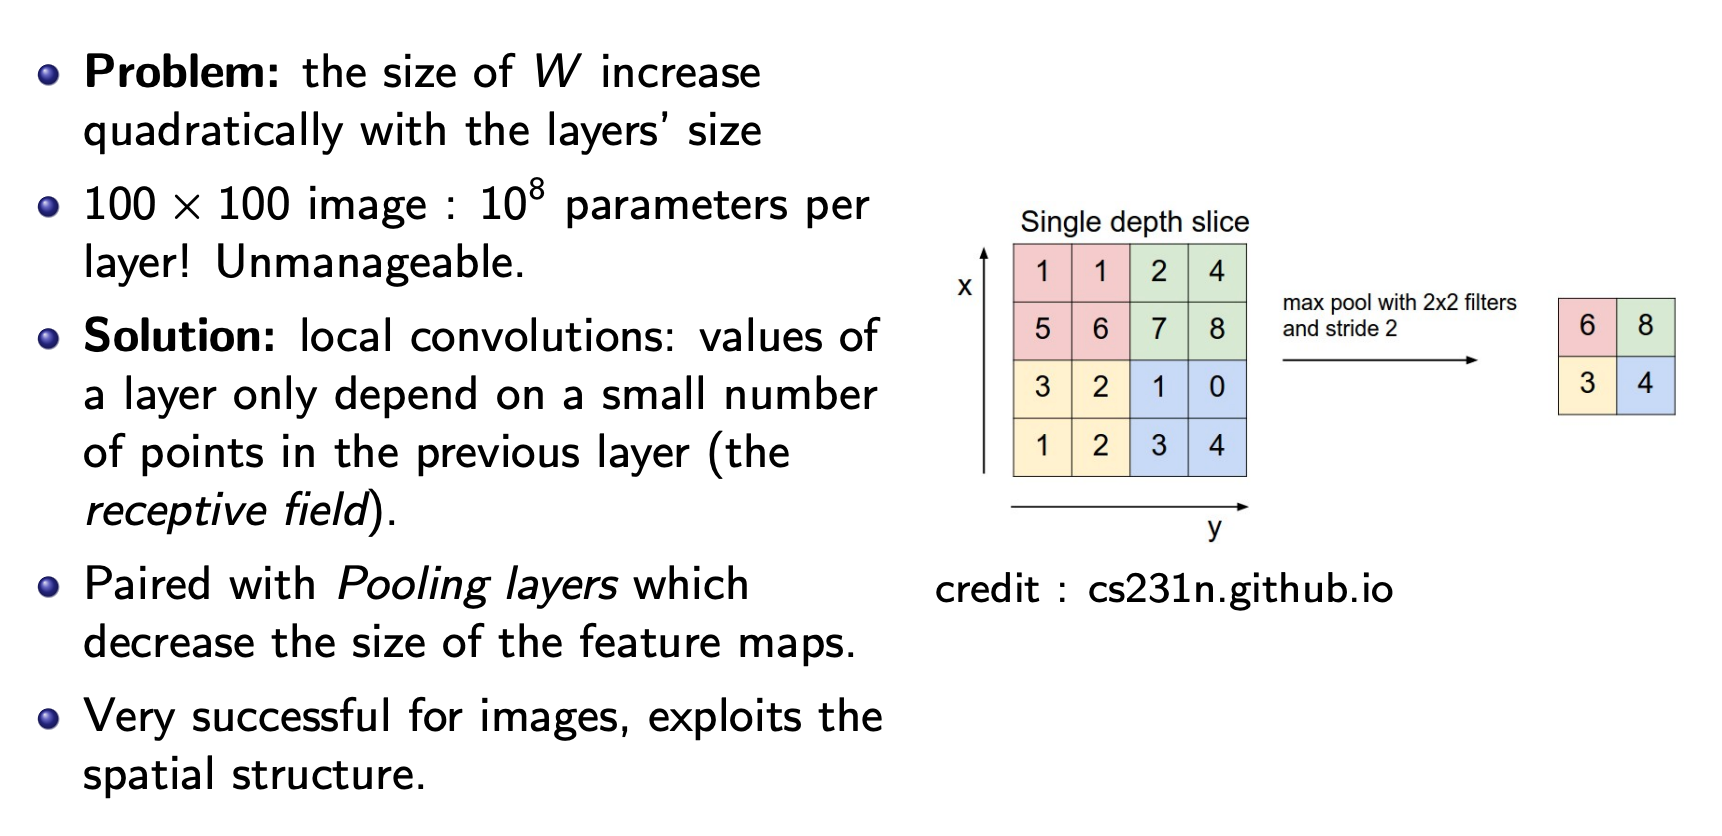 Problem: the size of W increase
quadratically with the layers' size
100 × 100 image : 10⁸ parameters per
layer! Unmanageable.
Solution: local convolutions: values of
a layer only depend on a small number
of points in the previous layer (the
receptive field).
Paired with Pooling layers which
decrease the size of the feature maps.
Very successful for images, exploits the
spatial structure.
Single depth slice
x
1 1 2 4
5 6 7 8
3 2 1 0
1 2 3 4
y
max pool with 2x2 filters
and stride 2
6 8
3 4
credit : cs231n.github.io